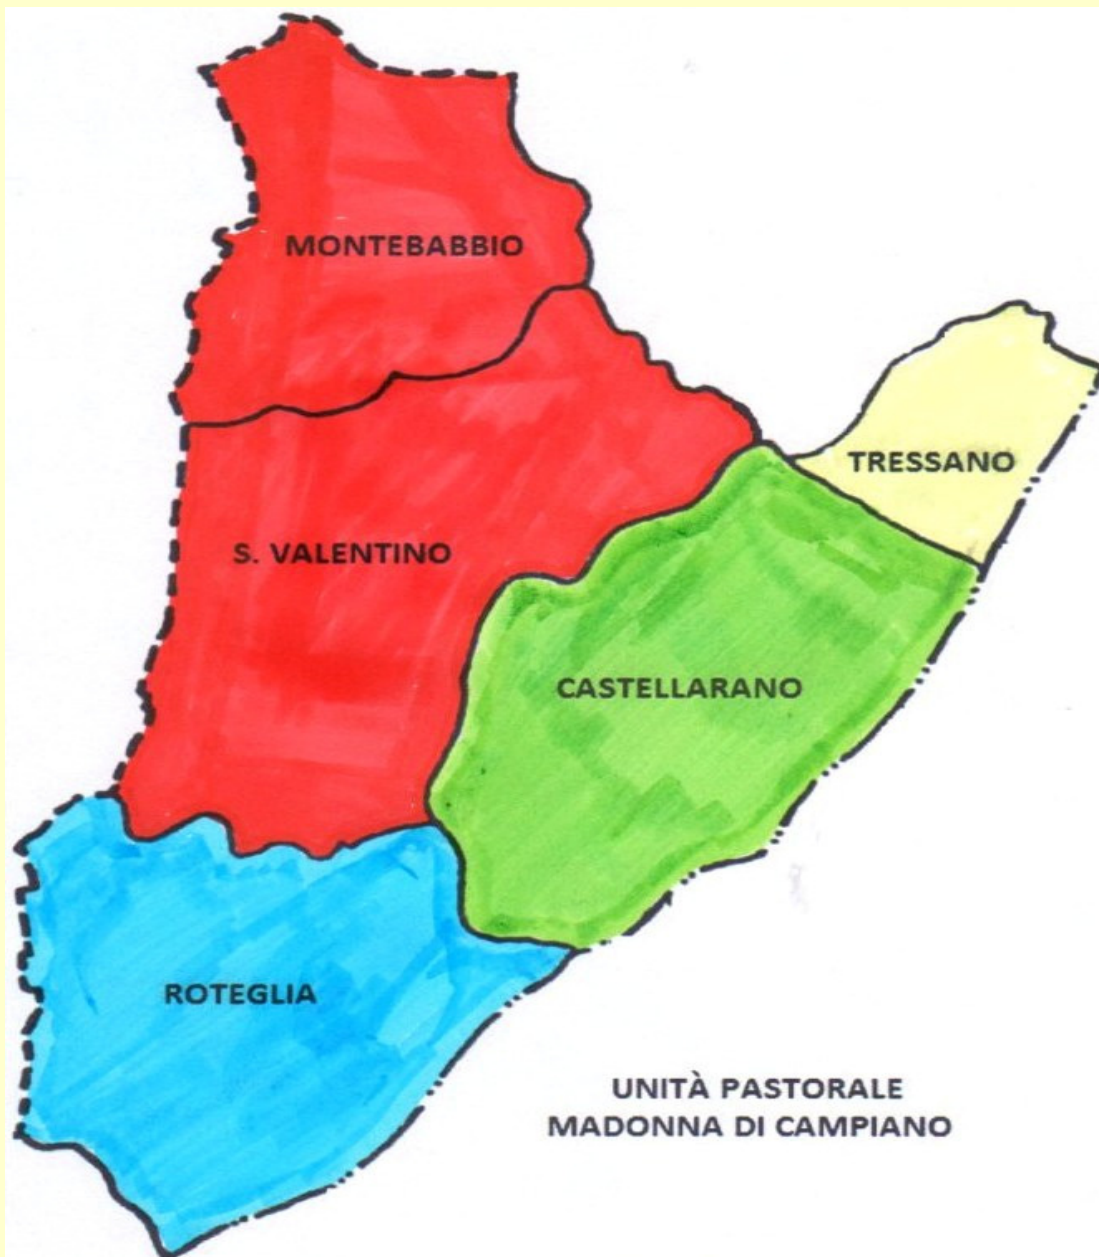 MONTEBABBIO
TRESSANO
S. VALENTINO
CASTELLARANO
ROTEGLIA
UNITÀ PASTORALE
MADONNA DI CAMPIANO